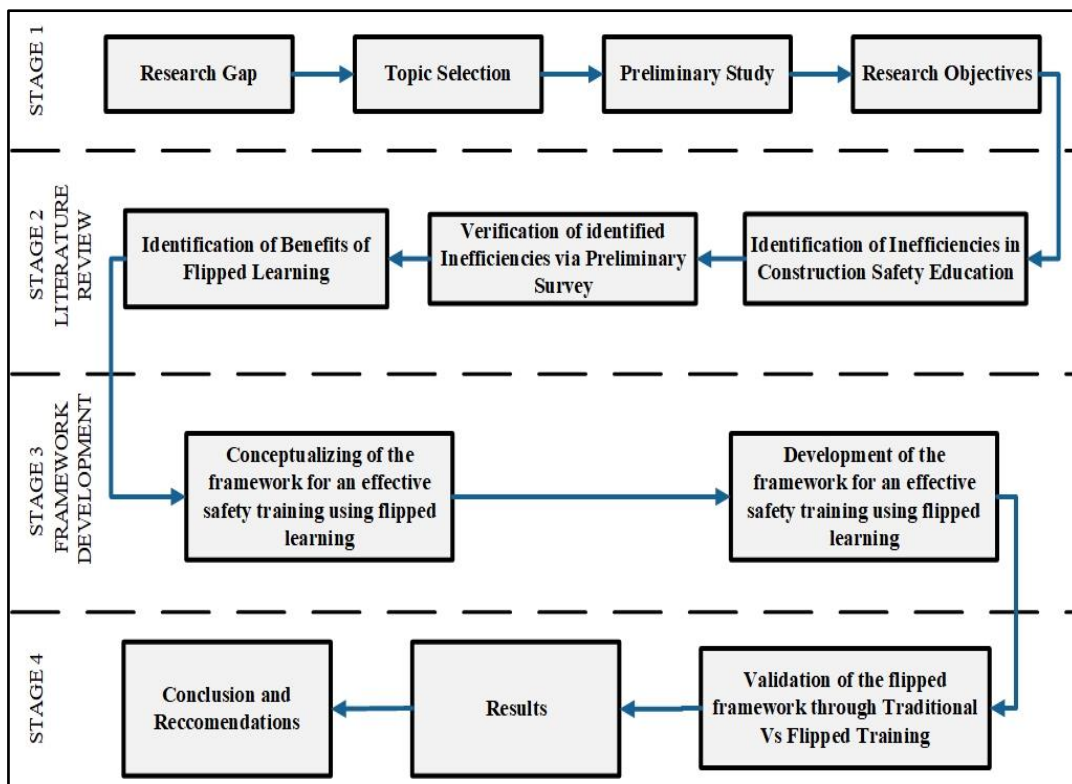 STAGE 1
Research Gap
Topic Selection
Preliminary Study
Research Objectives
STAGE 2
LITERATURE
REVIEW
Identification of Benefits of
Flipped Learning
Verification of identified
Inefficiencies via Preliminary
Survey
Identification of Inefficiencies in
Construction Safety Education
STAGE 3
FRAMEWORK
DEVELOPMENT
Conceptualizing of the
framework for an effective
safety training using flipped
learning
Development of the
framework for an effective
safety training using flipped
learning
STAGE 4
Conclusion and
Reccomendations
Results
Validation of the flipped
framework through Traditional
Vs Flipped Training